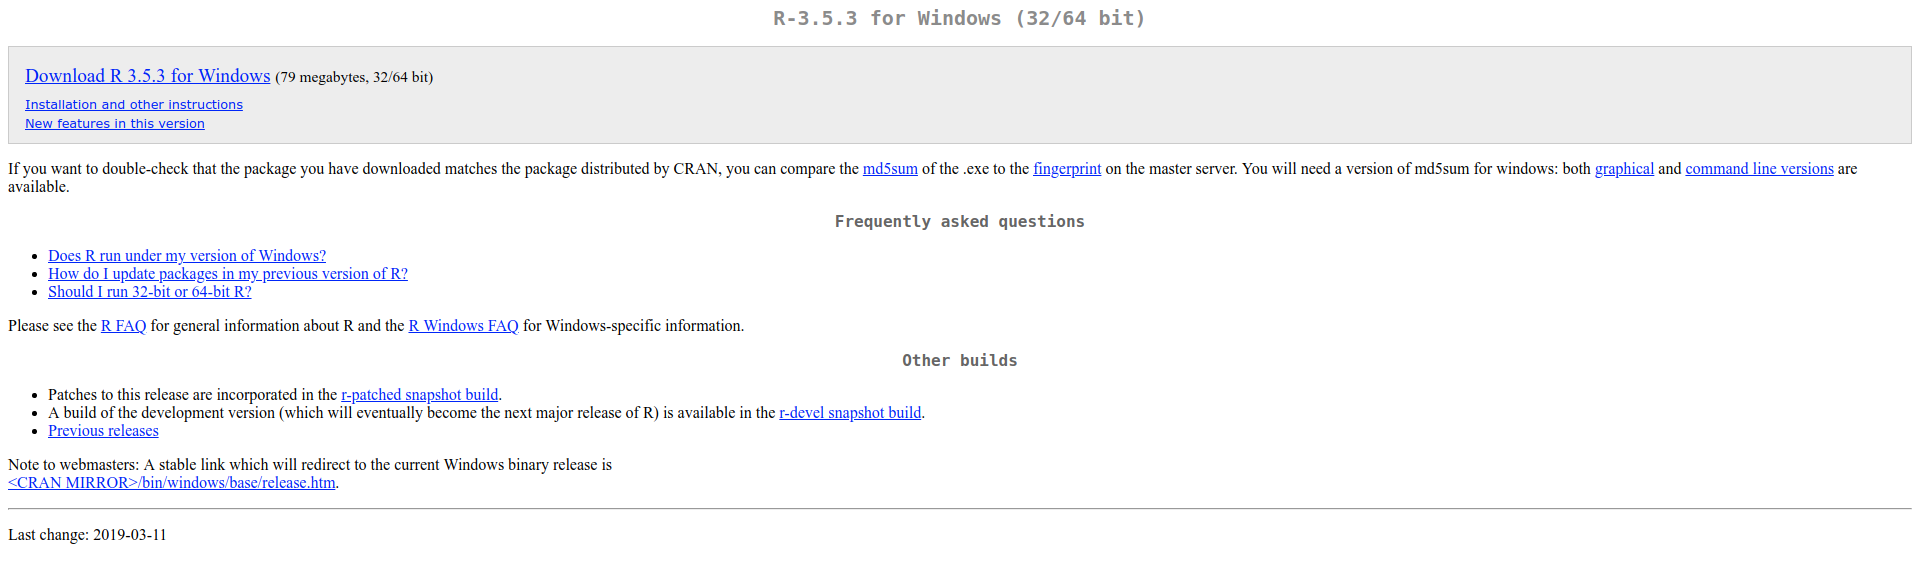 R-3.5.3 for Windows (32/64 bit)
Download R 3.5.3 for Windows (79 megabytes, 32/64 bit)
Installation and other instructions
New features in this version
If you want to double-check that the package you have downloaded matches the package distributed by CRAN, you can compare the md5sum of the .exe to the fingerprint on the master server. You will need a version of md5sum for windows: both graphical and command line versions are
available.
Frequently asked questions
• Does R run under my version of Windows?
• How do I update packages in my previous version of R?
• Should I run 32-bit or 64-bit R?
Please see the R FAQ for general information about R and the R Windows FAQ for Windows-specific information.
Other builds
• Patches to this release are incorporated in the r-patched snapshot build.
• A build of the development version (which will eventually become the next major release of R) is available in the r-devel snapshot build.
• Previous releases
Note to webmasters: A stable link which will redirect to the current Windows binary release is
<CRAN MIRROR>/bin/windows/base/release.htm.
Last change: 2019-03-11